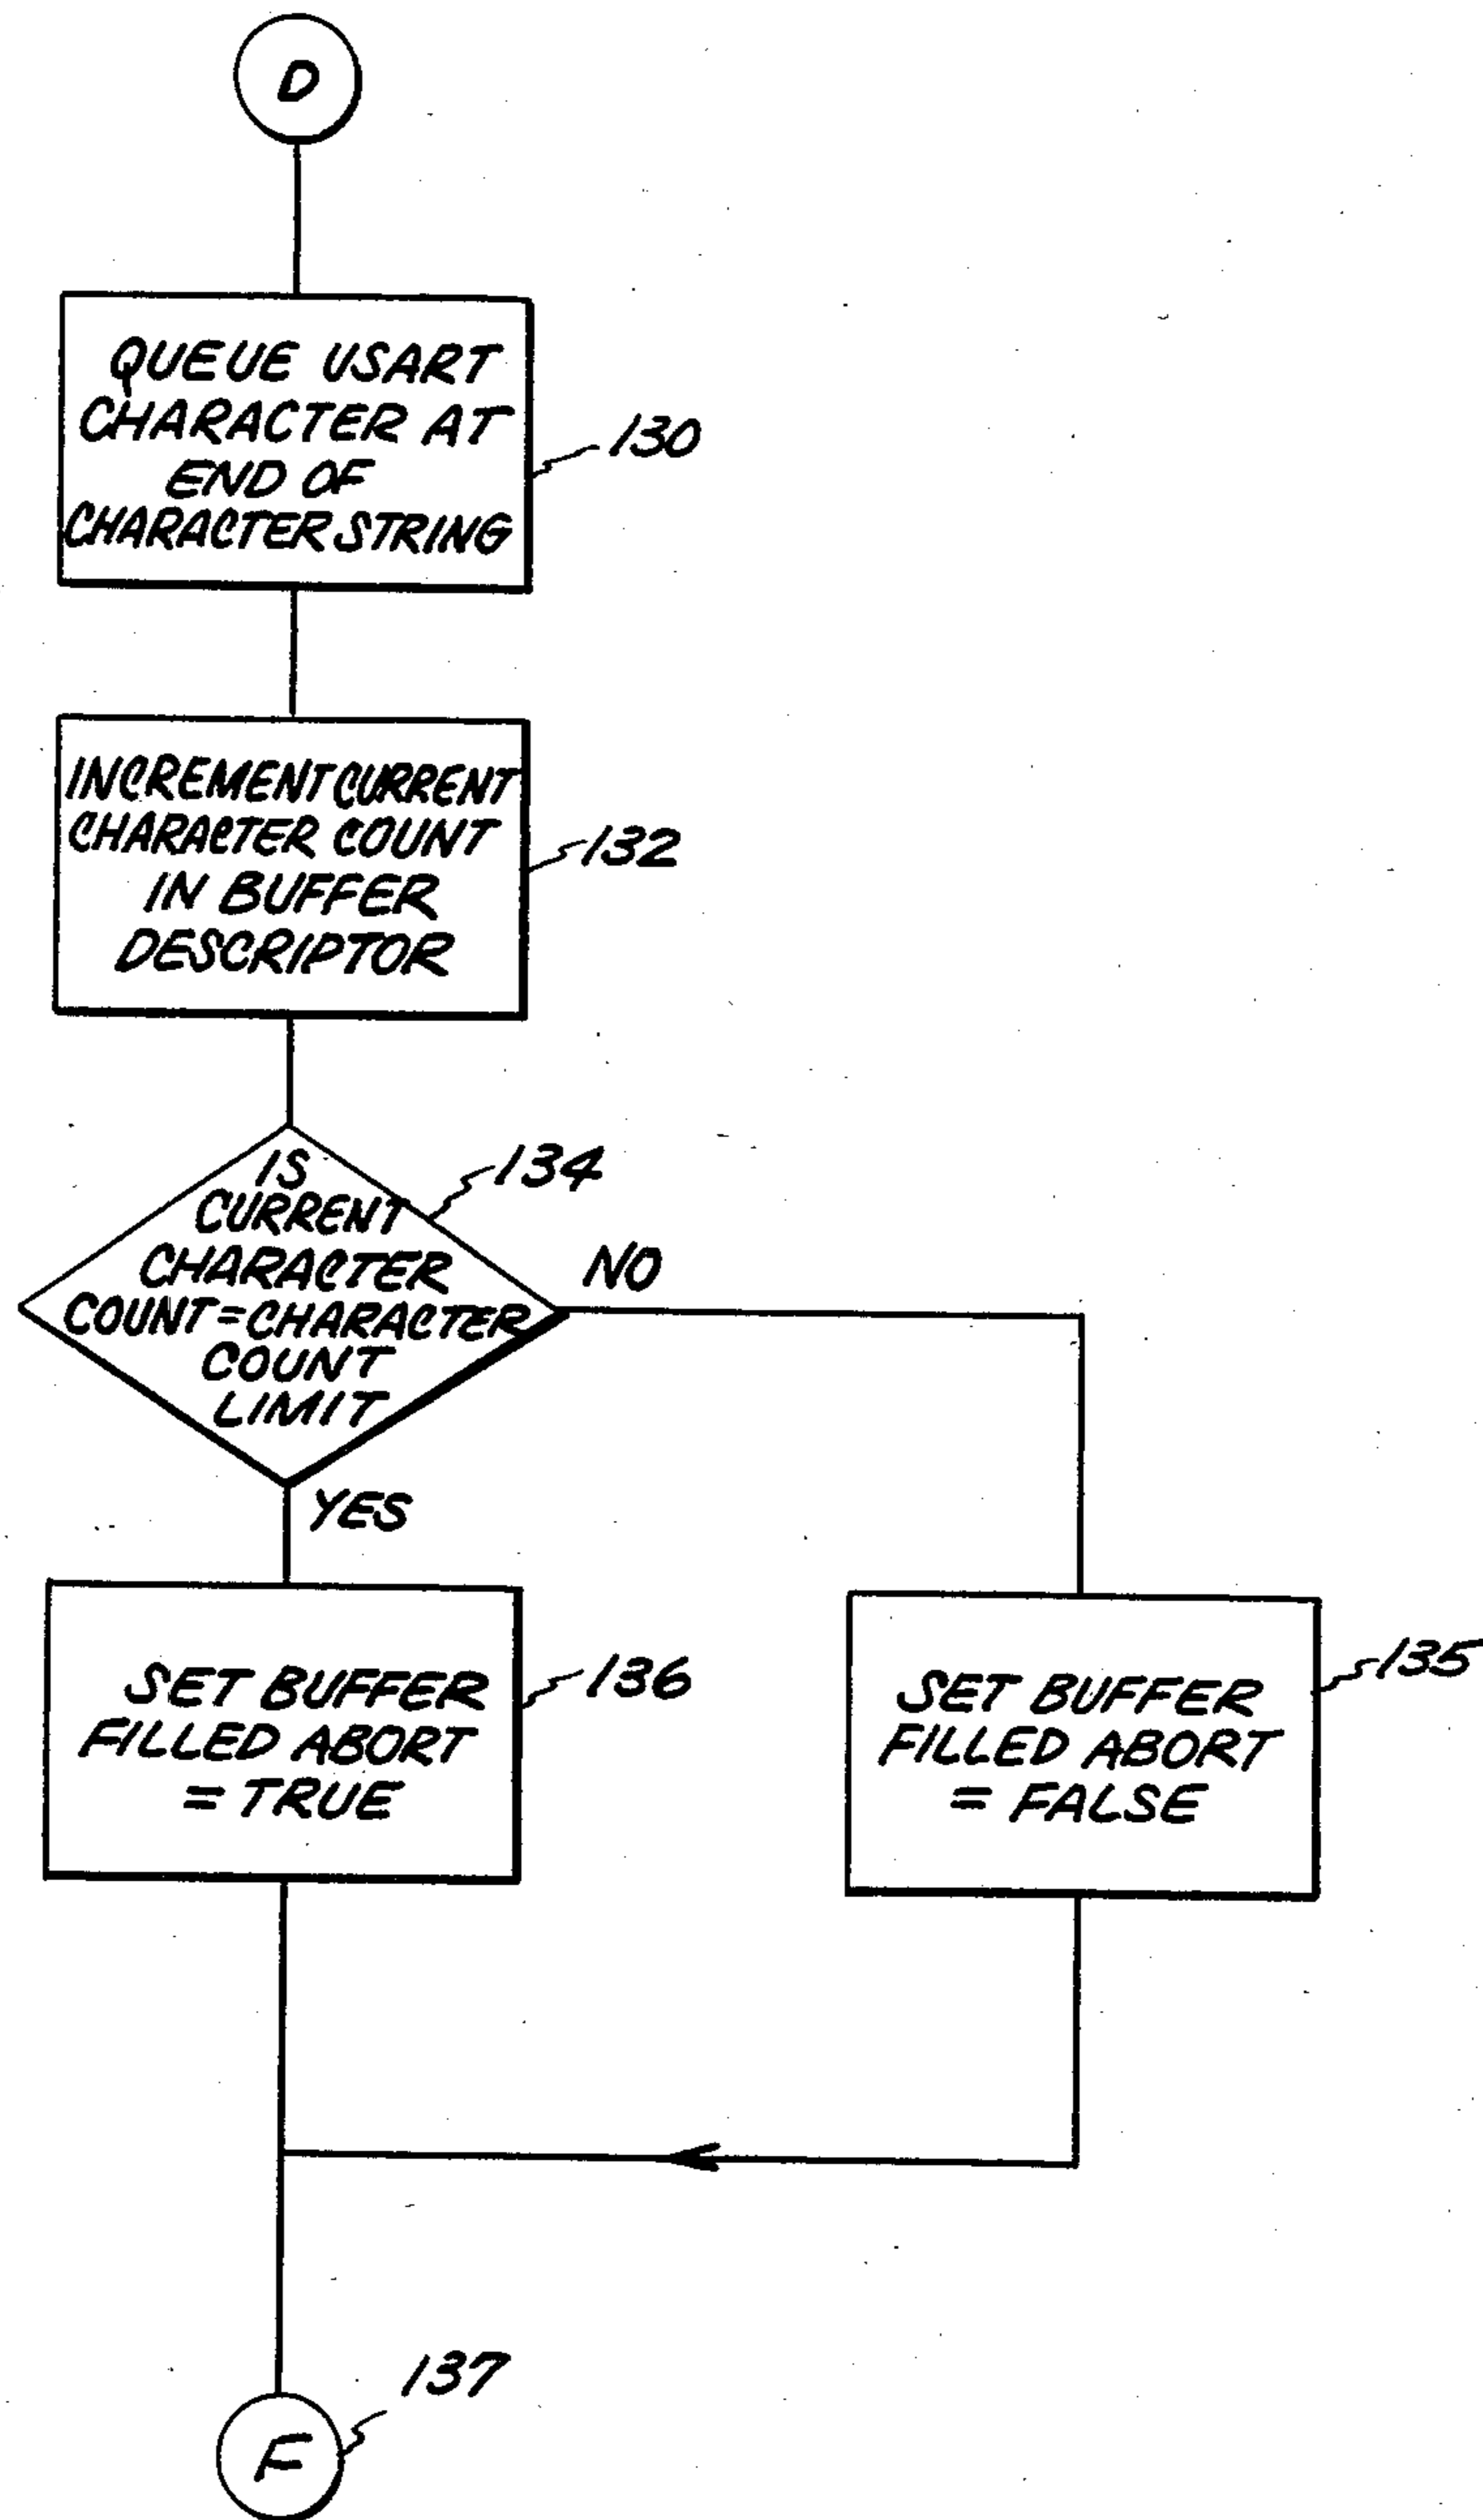 D
QUEUE USART
CHARACTER AT
END OF
CHARACTER STRING
130
INCREMENT CURRENT
CHARACTER COUNT
IN BUFFER
DESCRIPTOR
132
134
IS
CURRENT
CHARACTER
COUNT=CHARACTER
COUNT
LIMIT
NO
YES
SET BUFFER
FILLED ABORT
= TRUE
136
SET BUFFER
FILLED ABORT
= FALSE
135
137
F